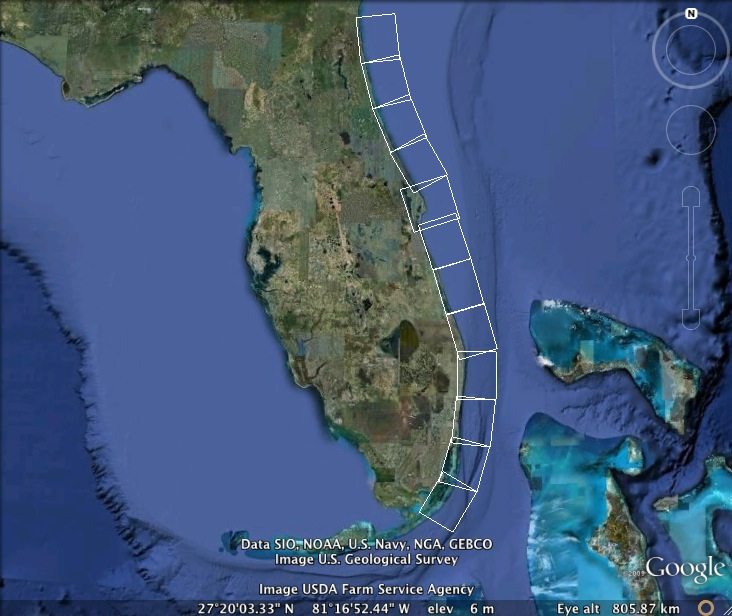 N
Data SIO, NOAA, U.S. Navy, NGA, GEBCO
Image U.S. Geological Survey
©2009 Google
Image USDA Farm Service Agency
27°20'03.33" N 81°16'52.44" W elev 6 m Eye alt 805.87 km